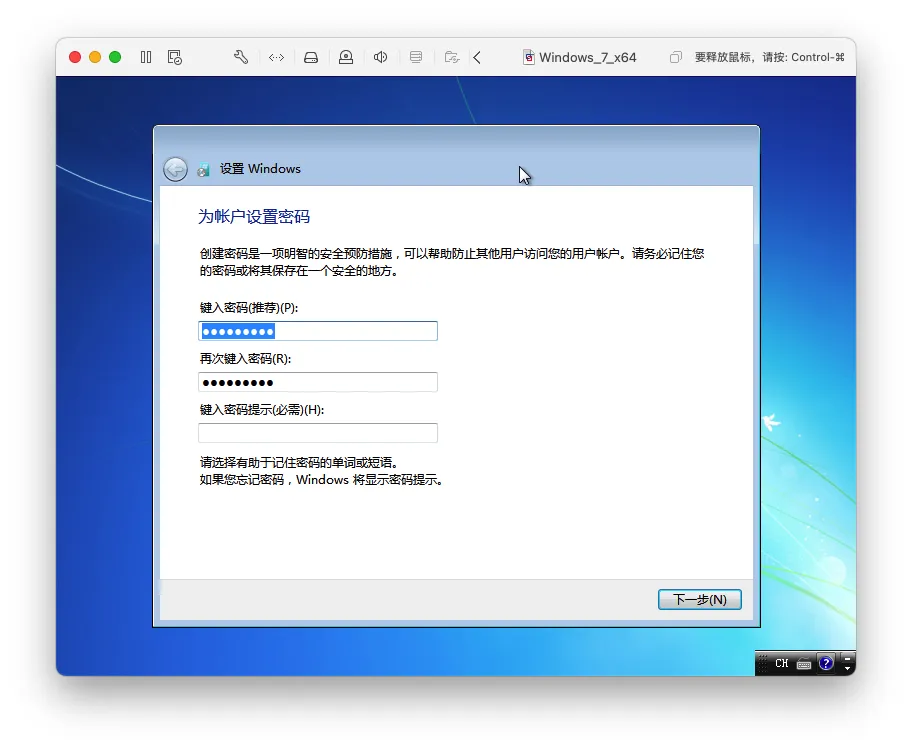 Windows_7_x64
要释放鼠标，请按: Control-⌘
设置 Windows
为帐户设置密码
创建密码是一项明智的安全预防措施，可以帮助防止其他用户访问您的用户帐户。请务必记住您
的密码或将其保存在一个安全的地方。
键入密码(推荐)(P):
●●●●●●●●●
再次键入密码(R):
●●●●●●●●●
键入密码提示(必需)(H):
请选择有助于记住密码的单词或短语。
如果您忘记密码，Windows 将显示密码提示。
下一步(N)
CH